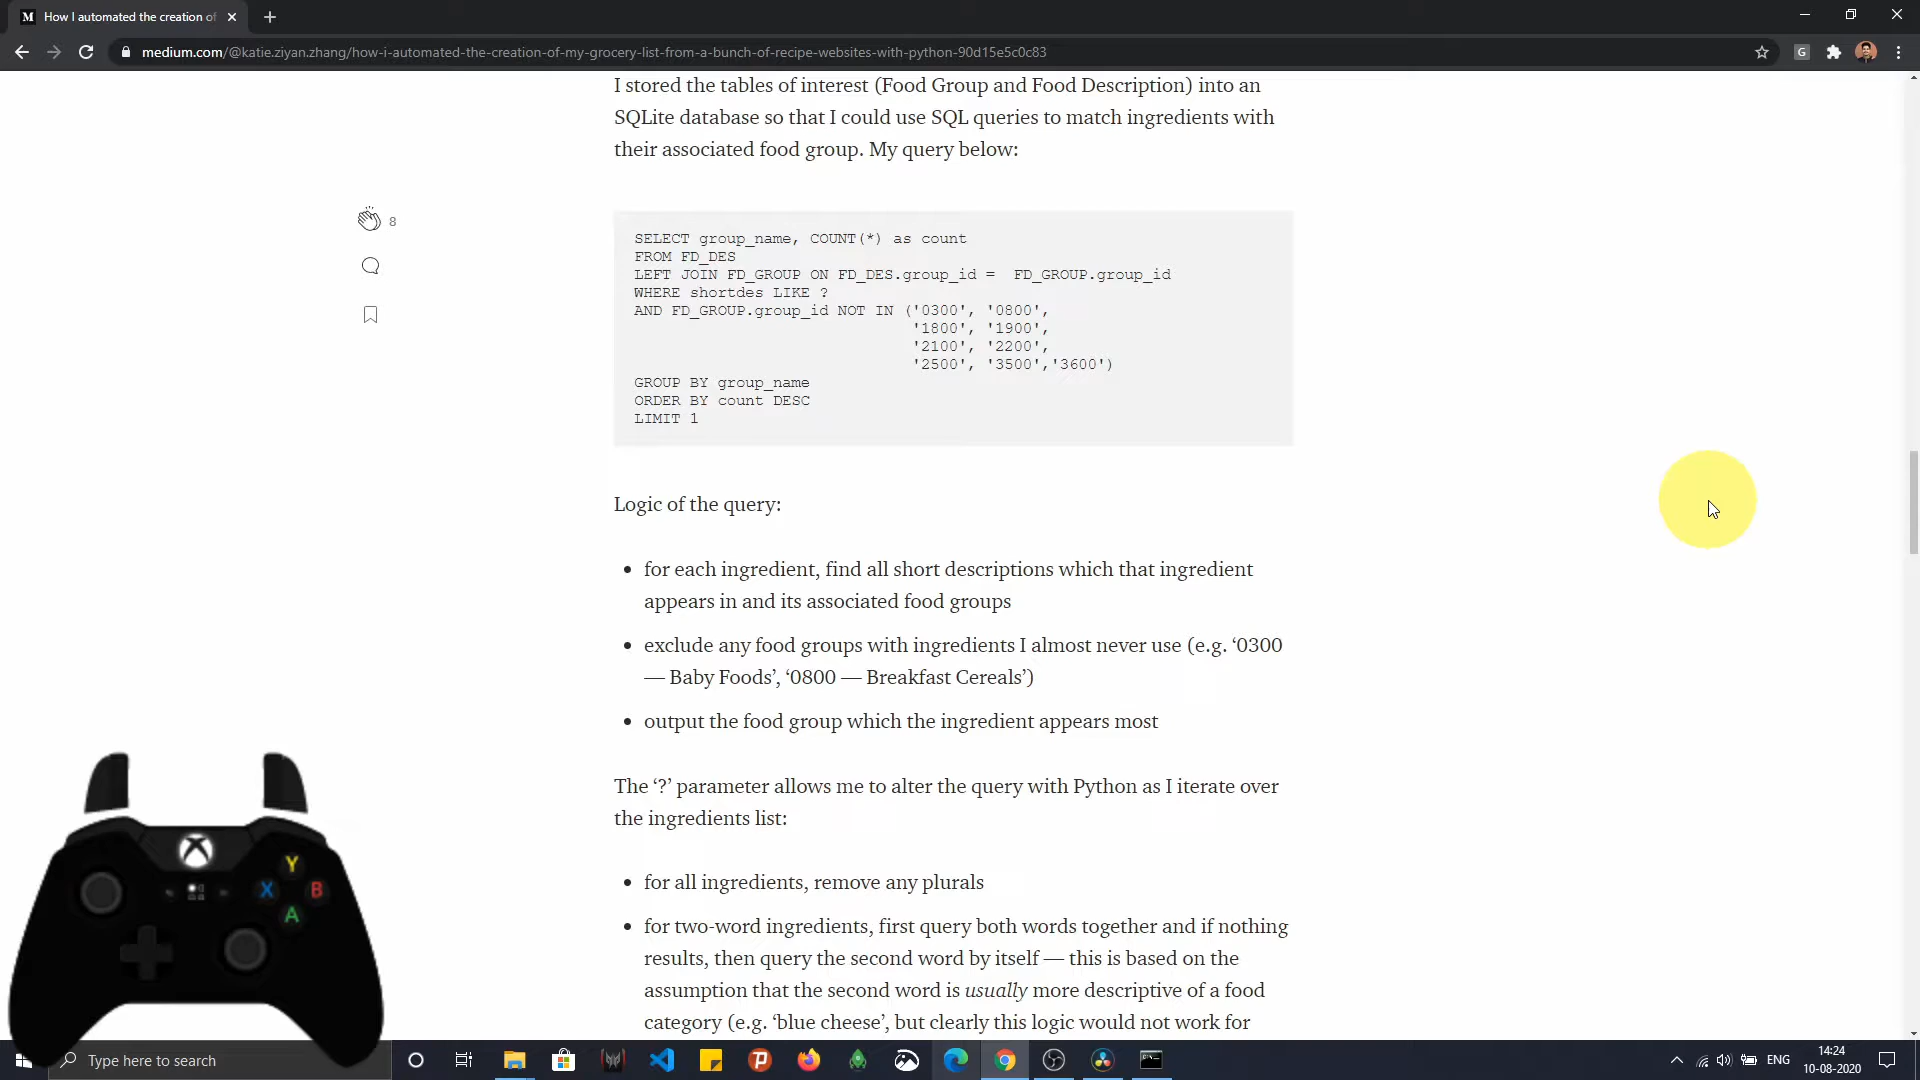 How I automated the creation of
medium.com/@katie.ziyan.zhang/how-i-automated-the-creation-of-my-grocery-list-from-a-bunch-of-recipe-websites-with-python-90d15e5c0c83
G
I stored the tables of interest (Food Group and Food Description) into an
SQLite database so that I could use SQL queries to match ingredients with
their associated food group. My query below:
8
SELECT group_name, COUNT(*) as count
FROM FD_DES
LEFT JOIN FD_GROUP ON FD_DES.group_id =  FD_GROUP.group_id
WHERE shortdes LIKE ?
AND FD_GROUP.group_id NOT IN ('0300', '0800',
'1800', '1900',
'2100', '2200',
'2500', '3500','3600')
GROUP BY group_name
ORDER BY count DESC
LIMIT 1
Logic of the query:
for each ingredient, find all short descriptions which that ingredient
appears in and its associated food groups
exclude any food groups with ingredients I almost never use (e.g. ‘0300
— Baby Foods’, ‘0800 — Breakfast Cereals’)
output the food group which the ingredient appears most
The ‘?’ parameter allows me to alter the query with Python as I iterate over
the ingredients list:
for all ingredients, remove any plurals
for two-word ingredients, first query both words together and if nothing
results, then query the second word by itself — this is based on the
assumption that the second word is usually more descriptive of a food
category (e.g. ‘blue cheese’, but clearly this logic would not work for
Y
X B
A
Type here to search
ENG
14:24
10-08-2020